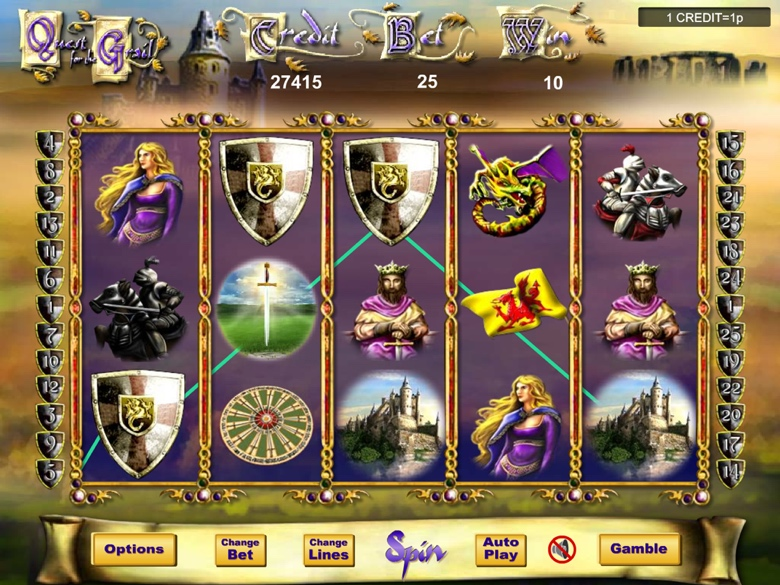 Quest for the Grail
Credit
Bet
Win
1 CREDIT=1p
27415
25
10
4
8
2
13
11
6
1
7
10
12
3
9
5
15
16
21
23
18
24
1
25
19
22
20
17
14
Options
Change
Bet
Change
Lines
Spin
Auto
Play
Gamble